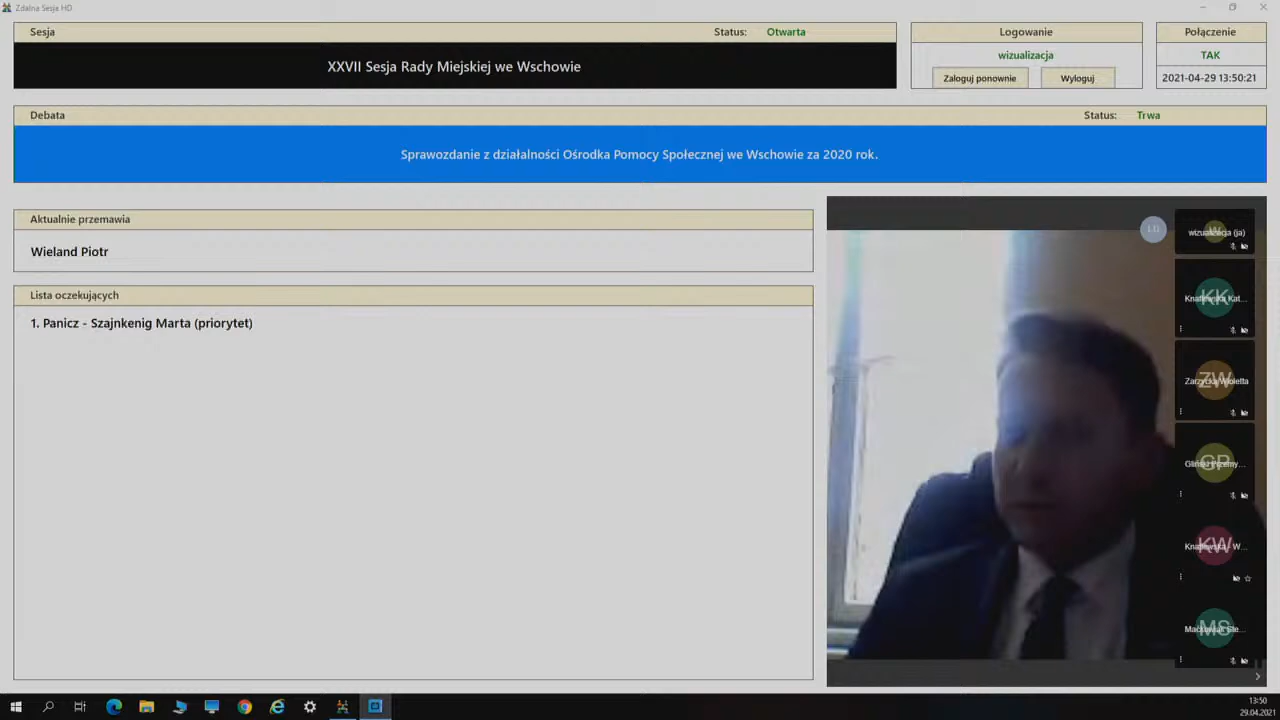 Zdalna Sesja HD
Sesja
Status: Otwarta
XXVII Sesja Rady Miejskiej we Wschowie
Logowanie
wizualizacja
Zaloguj ponownie
Wyloguj
Połączenie
TAK
2021-04-29 13:50:21
Debata
Status: Trwa
Sprawozdanie z działalności Ośrodka Pomocy Społecznej we Wschowie za 2020 rok.
Aktualnie przemawia
Wieland Piotr
Lista oczekujących
1. Panicz - Szajnkenig Marta (priorytet)
wizualizacja (ja)
KK
ZW
Zarzycka Wioletta
GP
KW
MS
13:50
29.04.2021